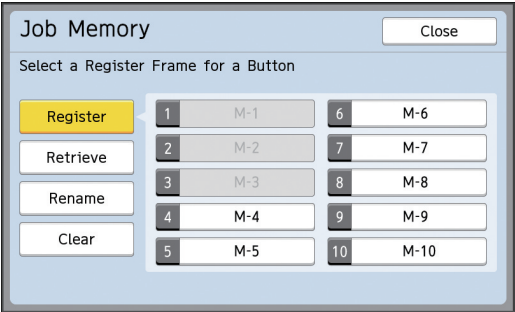 Job Memory
Close
Select a Register Frame for a Button
Register
Retrieve
Rename
Clear
1 M-1
2 M-2
3 M-3
4 M-4
5 M-5
6 M-6
7 M-7
8 M-8
9 M-9
10 M-10